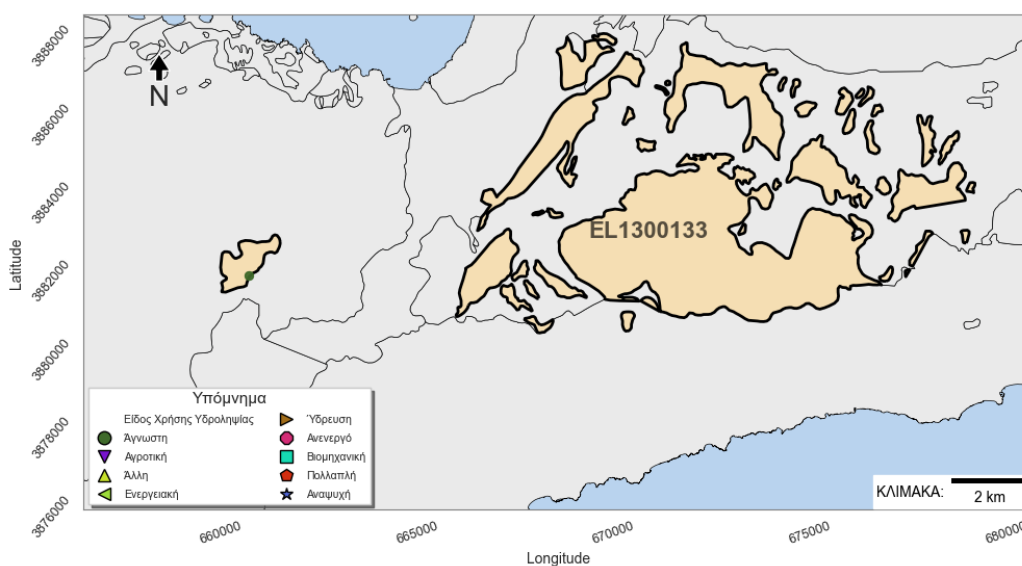 3888000
3886000
3884000
3882000
3880000
3878000
3876000
Latitude
N
EL1300133
Υπόμνημα
Είδος Χρήσης Υδροληψίας
Άγνωστη
Αγροτική
Άλλη
Ενεργειακή
Ύδρευση
Ανενεργό
Βιομηχανική
Πολλαπλή
Αναψυχή
ΚΛΙΜΑΚΑ:
2 km
660000
665000
670000
675000
680000
Longitude